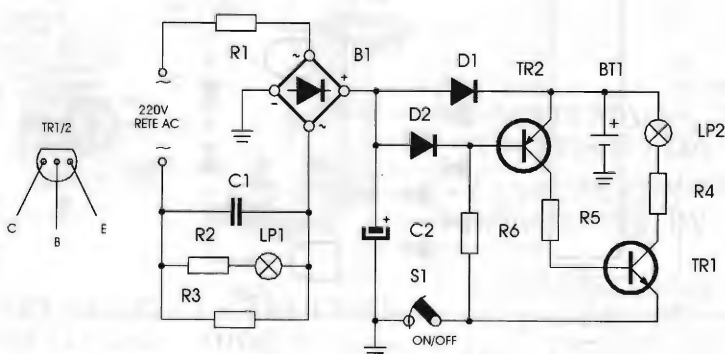 R1
B1
D1
TR2
BT1
~
~
+
-
~
~
220V
RETE AC
~
D2
+
LP2
TR1/2
C1
R4
C
B
E
R2
LP1
+
C2
R6
R5
TR1
R3
S1
ON/OFF